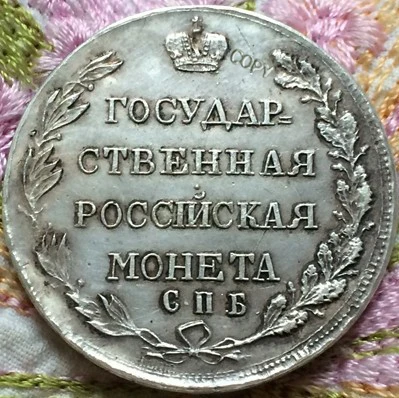 COPY
ГОСУДАР-
СТВЕННАЯ
РОССІЙСКАЯ
МОНЕТА
СПБ